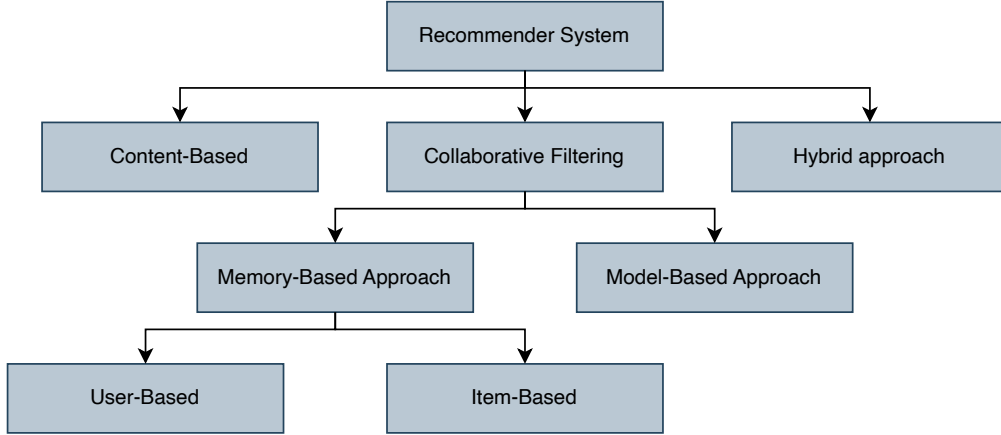 Recommender System
Content-Based
Collaborative Filtering
Hybrid approach
Memory-Based Approach
Model-Based Approach
User-Based
Item-Based